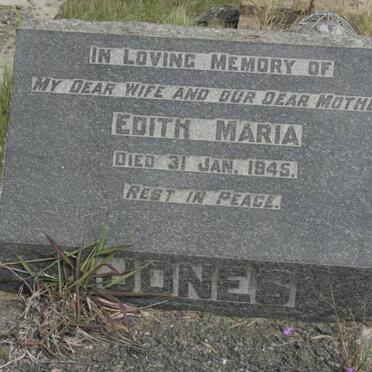 IN LOVING MEMORY OF
MY DEAR WIFE AND OUR DEAR MOTHE
EDITH MARIA
DIED 31 JAN. 1945.
REST IN PEACE.
JONES